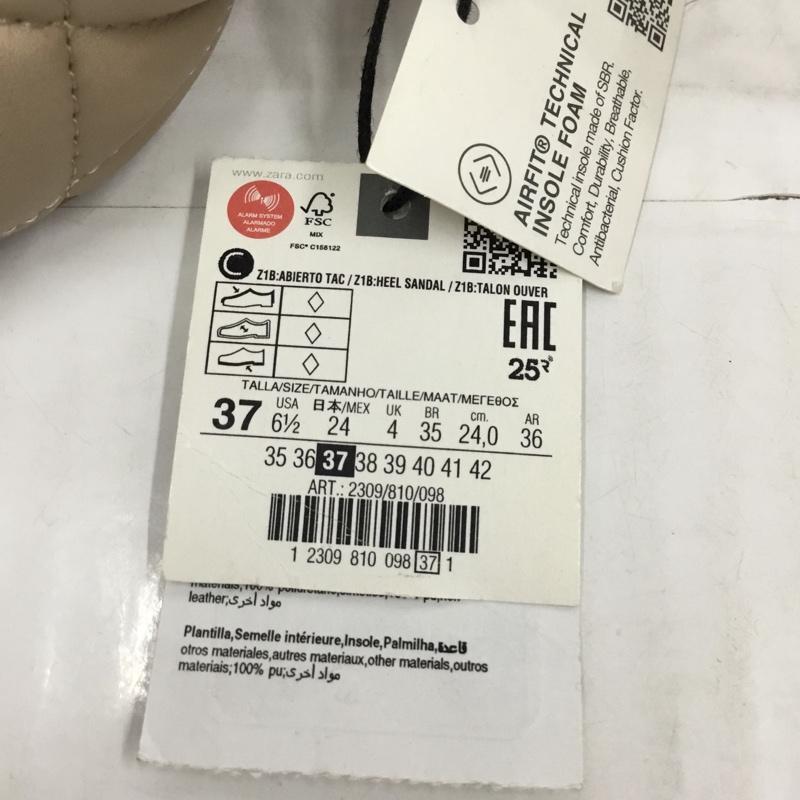 AIRFIT® TECHNICAL
INSOLE FOAM
Technical insole made of SBR.
Comfort, Durability, Breathable,
Antibacterial, Cushion Factor.
www.zara.com
ALARM SYSTEM
ALARMADO
ALARME
FSC
MIX
FSC® C156122
C
Z1B:ABIERTO TAC / Z1B:HEEL SANDAL / Z1B:TALON OUVER
EAC
25
TALLA/SIZE/TAMANHO/TAILLE/MAAT/ΜΕΓΕΘΟΣ
37 USA 6½ 日本/MEX 24 UK 4 BR 35 cm. 24,0 AR 36
35 36 37 38 39 40 41 42
ART.: 2309/810/098
1 2309 810 098 37 1
leather;مواد أخرى
Plantilla,Semelle intérieure,Insole,Palmilha,قاعدة
otros materiales,autres materiaux,other materials,outros
materiais;100% pu;مواد أخرى